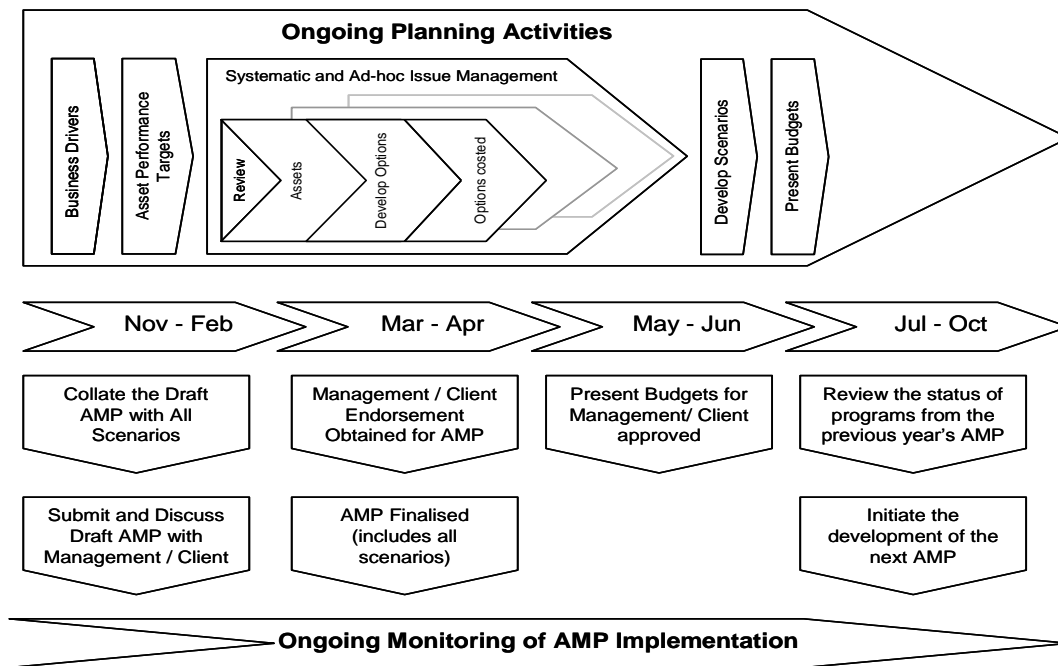 Ongoing Planning Activities
Business Drivers
Asset Performance
Targets
Systematic and Ad-hoc Issue Management
Review
Assets
Develop Options
Options costed
Develop Scenarios
Present Budgets
Nov - Feb
Mar - Apr
May - Jun
Jul - Oct
Collate the Draft
AMP with All
Scenarios
Management / Client
Endorsement
Obtained for AMP
Present Budgets for
Management/ Client
approved
Review the status of
programs from the
previous year's AMP
Submit and Discuss
Draft AMP with
Management / Client
AMP Finalised
(includes all
scenarios)
Initiate the
development of the
next AMP
Ongoing Monitoring of AMP Implementation